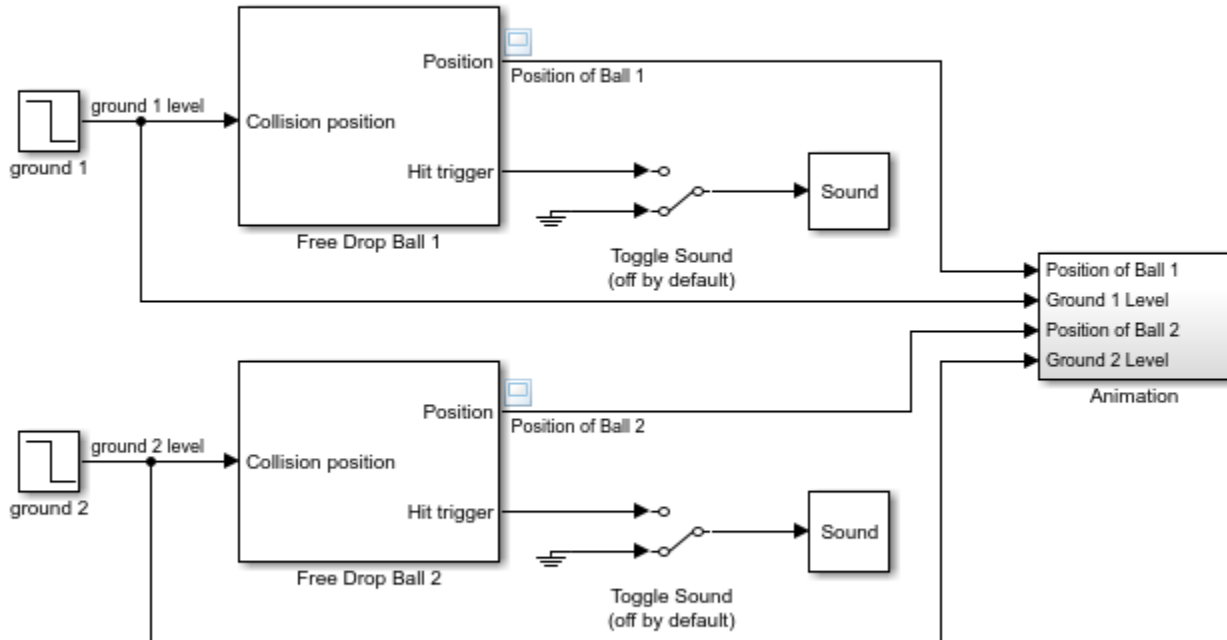 Position
Position of Ball 1
ground 1 level
Collision position
ground 1
Hit trigger
Sound
Free Drop Ball 1
Toggle Sound
(off by default)
Position of Ball 1
Ground 1 Level
Position of Ball 2
Ground 2 Level
Animation
Position
Position of Ball 2
ground 2 level
Collision position
ground 2
Hit trigger
Sound
Free Drop Ball 2
Toggle Sound
(off by default)